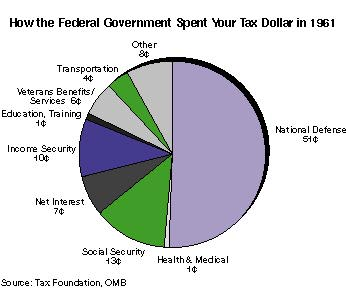 How the Federal Government Spent Your Tax Dollar in 1961
Other
8¢
Transportation
4¢
Veterans Benefits/
Services 6¢
Education, Training
1¢
Income Security
10¢
Net Interest
7¢
Social Security
13¢
Health & Medical
1¢
National Defense
51¢
Source: Tax Foundation, OMB